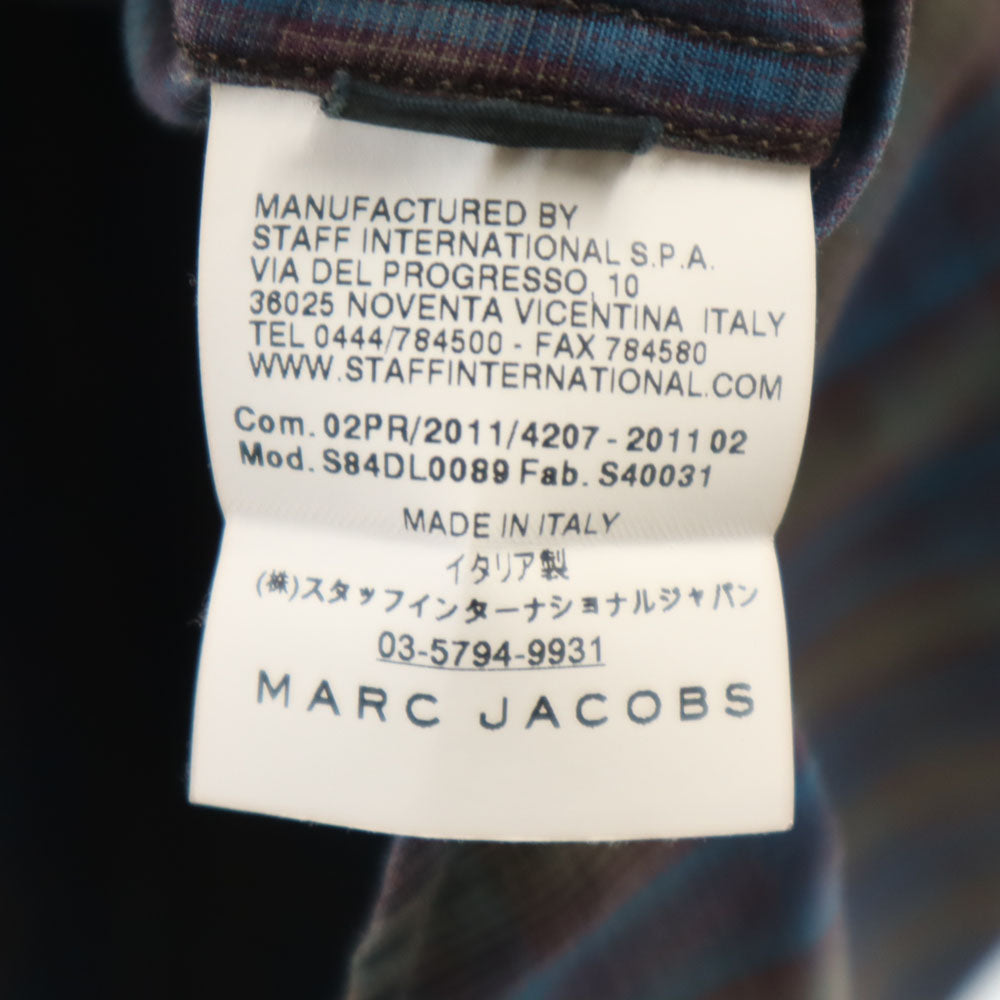 MANUFACTURED BY
STAFF INTERNATIONAL S.P.A.
VIA DEL PROGRESSO, 10
36025 NOVENTA VICENTINA ITALY
TEL 0444/784500 - FAX 784580
WWW.STAFFINTERNATIONAL.COM
Com. 02PR/2011/4207 - 2011 02
Mod. S84DL0089 Fab. S40031
MADE IN ITALY
イタリア製
(株)スタッフインターナショナルジャパン
03-5794-9931
MARC JACOBS